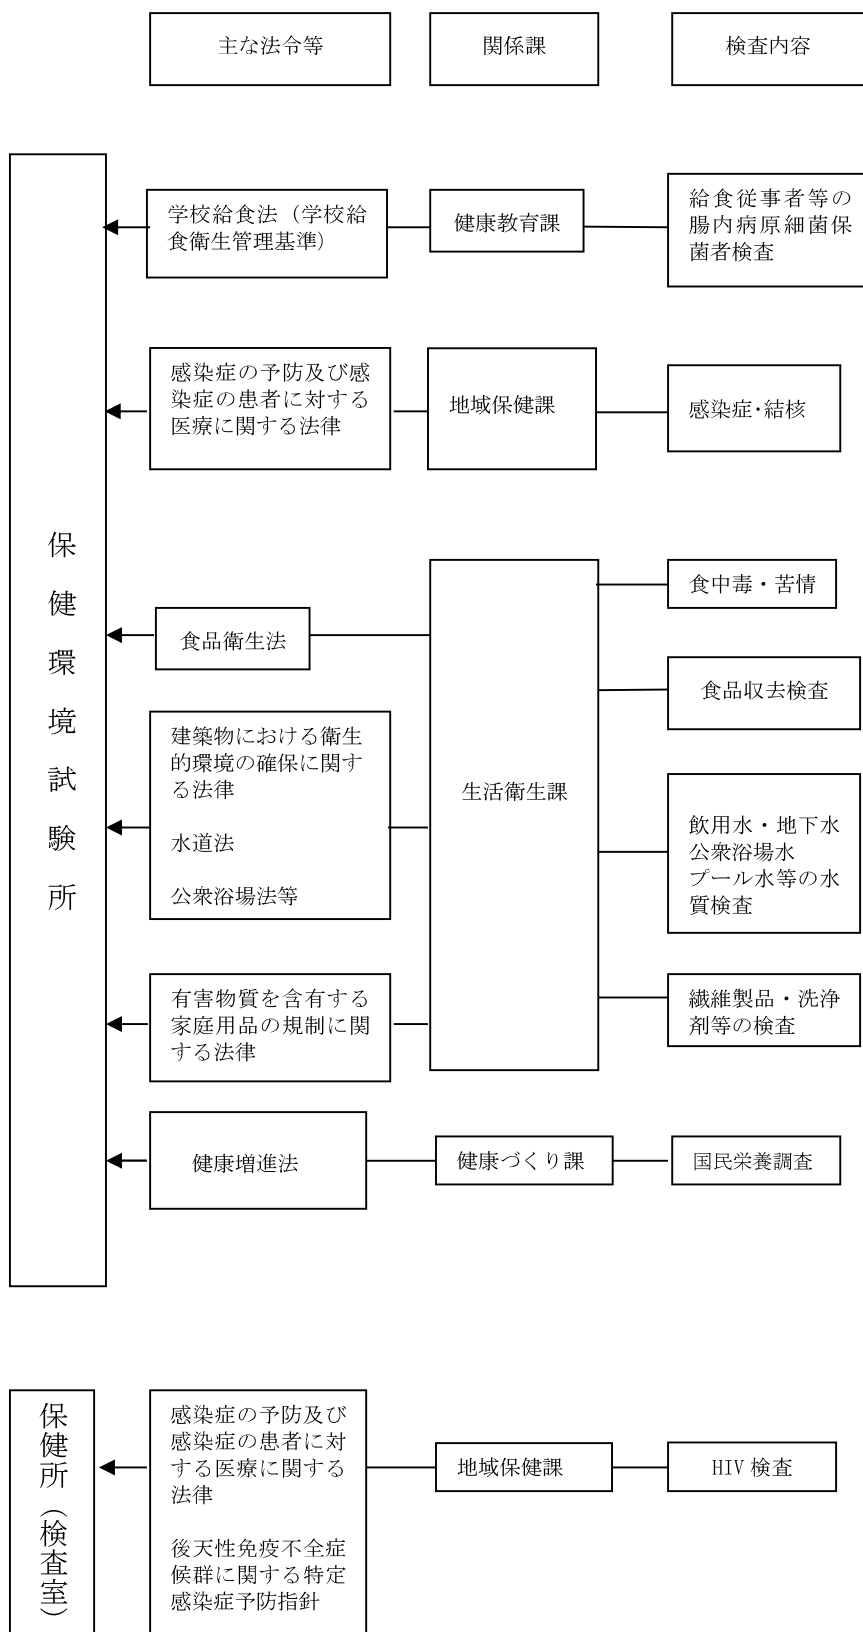 主な法令等
関係課
検査内容
保健環境試験所
学校給食法（学校給
食衛生管理基準）
健康教育課
給食従事者等の
腸内病原細菌保
菌者検査
感染症の予防及び感
染症の患者に対する
医療に関する法律
地域保健課
感染症・結核
食品衛生法
生活衛生課
食中毒・苦情
食品収去検査
建築物における衛生
的環境の確保に関す
る法律
水道法
公衆浴場法等
飲用水・地下水
公衆浴場水
プール水等の水
質検査
有害物質を含有する
家庭用品の規制に関
する法律
繊維製品・洗浄
剤等の検査
健康増進法
健康づくり課
国民栄養調査
保健所（検査室）
感染症の予防及び
感染症の患者に対
する医療に関する
法律
後天性免疫不全症
候群に関する特定
感染症予防指針
地域保健課
HIV 検査